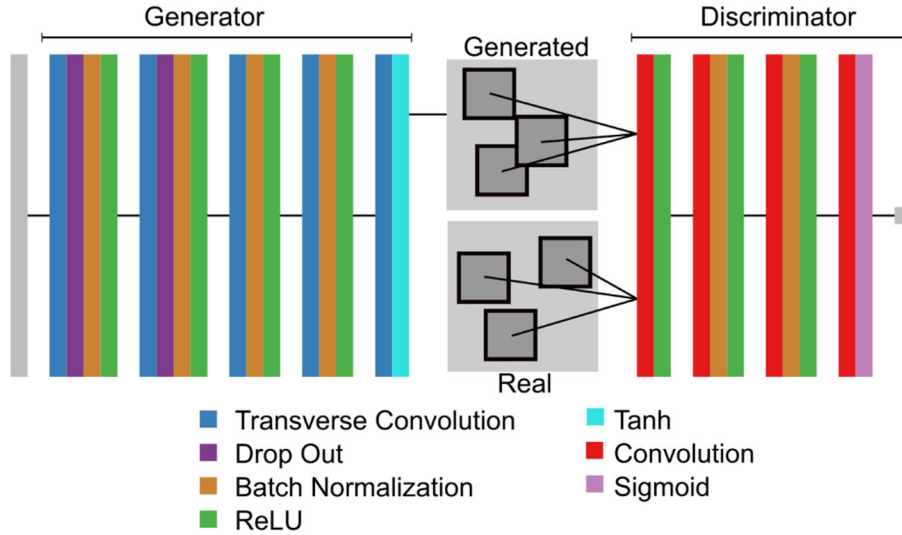 Generator
Discriminator
Generated
Real
Transverse Convolution
Drop Out
Batch Normalization
ReLU
Tanh
Convolution
Sigmoid